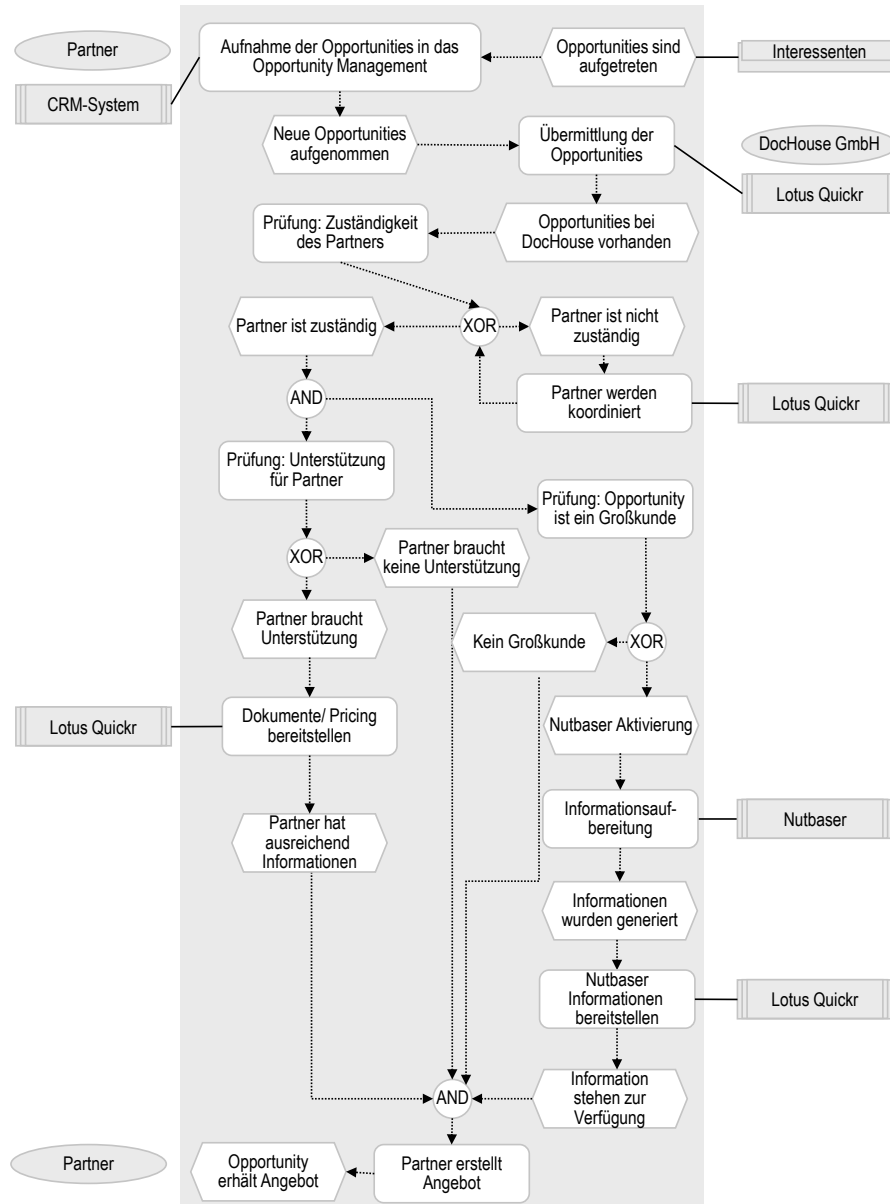 Partner
Aufnahme der Opportunities in das
Opportunity Management
Opportunities sind
aufgetreten
Interessenten
CRM-System
Neue Opportunities
aufgenommen
Übermittlung der
Opportunities
DocHouse GmbH
Lotus Quickr
Prüfung: Zuständigkeit
des Partners
Opportunities bei
DocHouse vorhanden
Partner ist zuständig
XOR
Partner ist nicht
zuständig
AND
Partner werden
koordiniert
Lotus Quickr
Prüfung: Unterstützung
für Partner
Prüfung: Opportunity
ist ein Großkunde
XOR
Partner braucht
keine Unterstützung
Partner braucht
Unterstützung
Kein Großkunde
XOR
Lotus Quickr
Dokumente/ Pricing
bereitstellen
Nutbaser Aktivierung
Informationsauf-
bereitung
Nutbaser
Partner hat
ausreichend
Informationen
Informationen
wurden generiert
Nutbaser
Informationen
bereitstellen
Lotus Quickr
AND
Information
stehen zur
Verfügung
Partner
Opportunity
erhält Angebot
Partner erstellt
Angebot